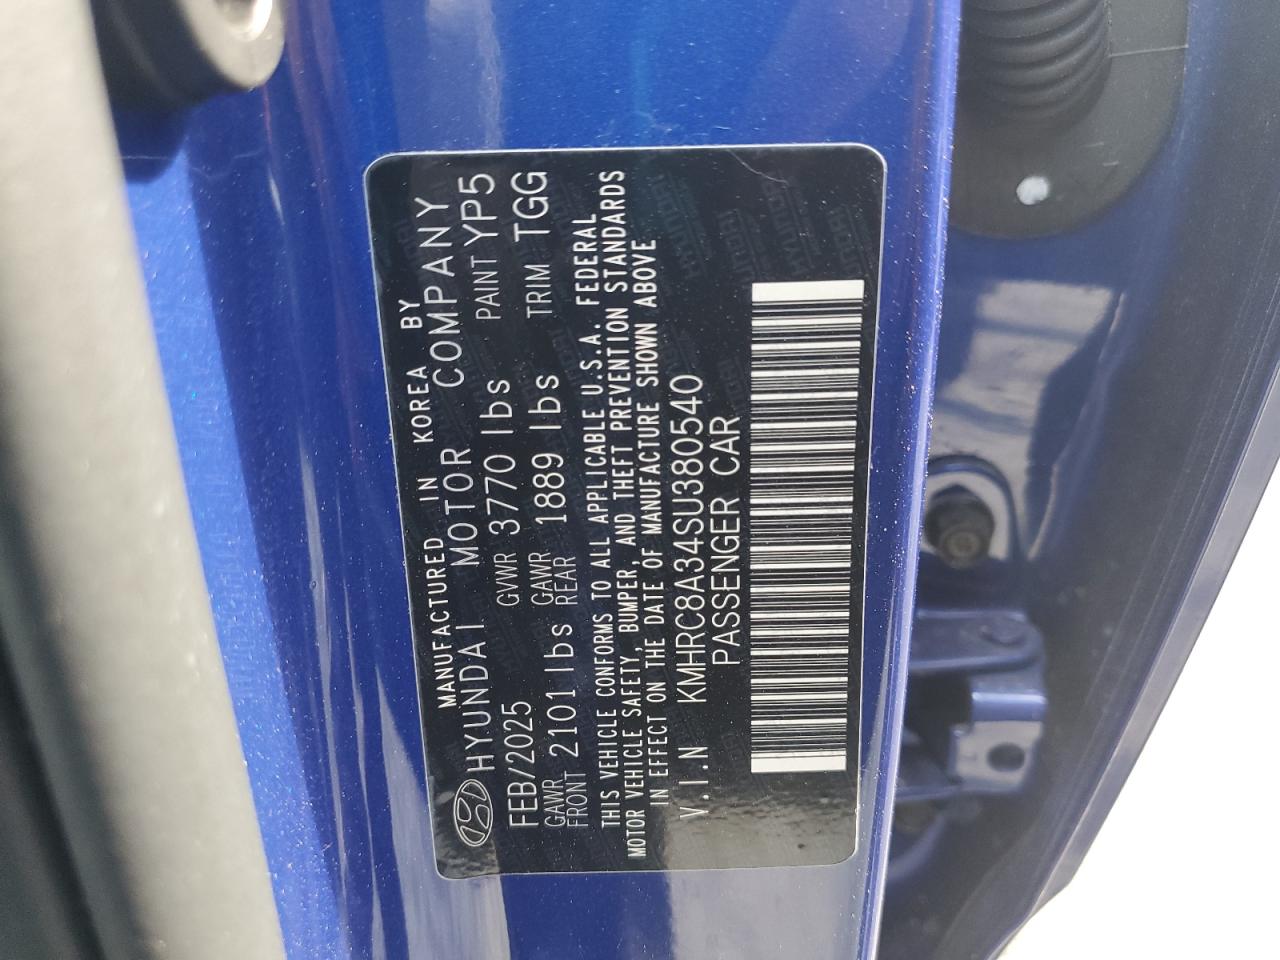 MANUFACTURED IN KOREA BY
HYUNDAI MOTOR COMPANY
FEB/2025 GVWR 3770 lbs PAINT YP5
GAWR FRONT 2101 lbs GAWR REAR 1889 lbs TRIM TGG
THIS VEHICLE CONFORMS TO ALL APPLICABLE U.S.A. FEDERAL
MOTOR VEHICLE SAFETY, BUMPER, AND THEFT PREVENTION STANDARDS
IN EFFECT ON THE DATE OF MANUFACTURE SHOWN ABOVE
V.I.N KMHRC8A34SU380540
PASSENGER CAR